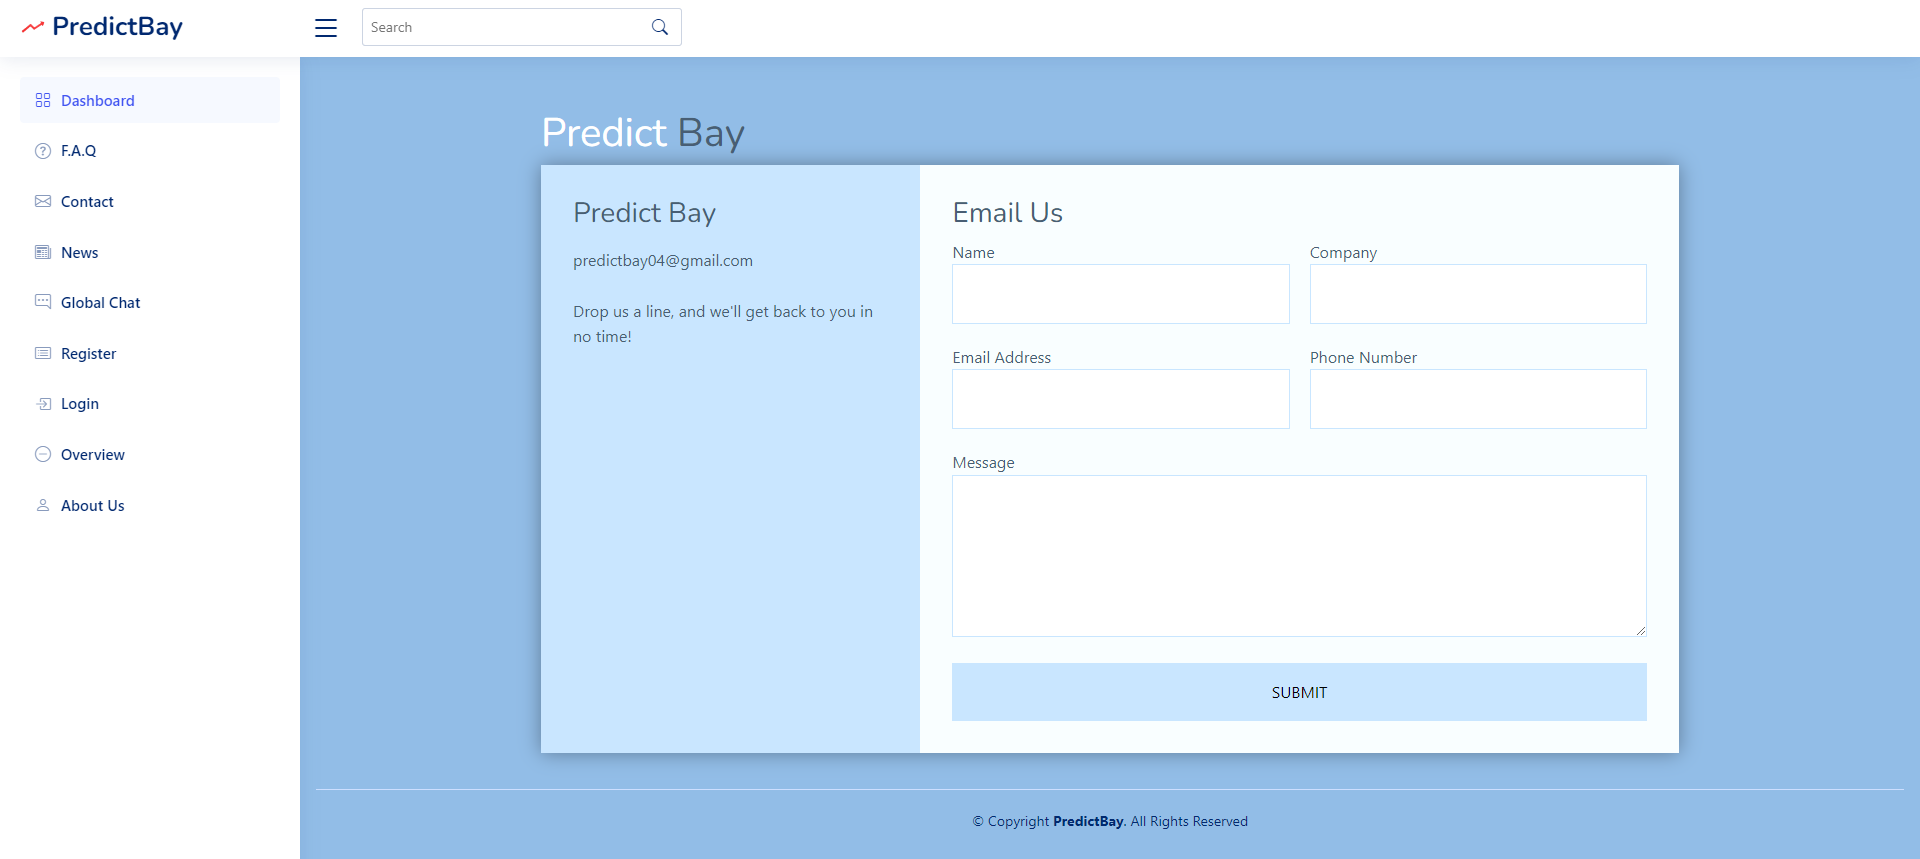 PredictBay
Search
Dashboard
F.A.Q
Contact
News
Global Chat
Register
Login
Overview
About Us
Predict Bay
Predict Bay
predictbay04@gmail.com
Drop us a line, and we'll get back to you in
no time!
Email Us
Name
Company
Email Address
Phone Number
Message
SUBMIT
© Copyright PredictBay. All Rights Reserved